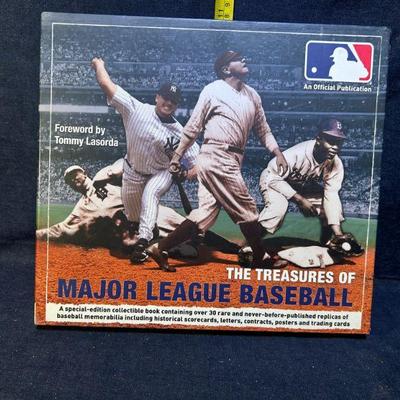 An Official Publication
Foreword by
Tommy Lasorda
THE TREASURES OF
MAJOR LEAGUE BASEBALL
A special-edition collectible book containing over 30 rare and never-before-published replicas of
baseball memorabilia including historical scorecards, letters, contracts, posters and trading cards